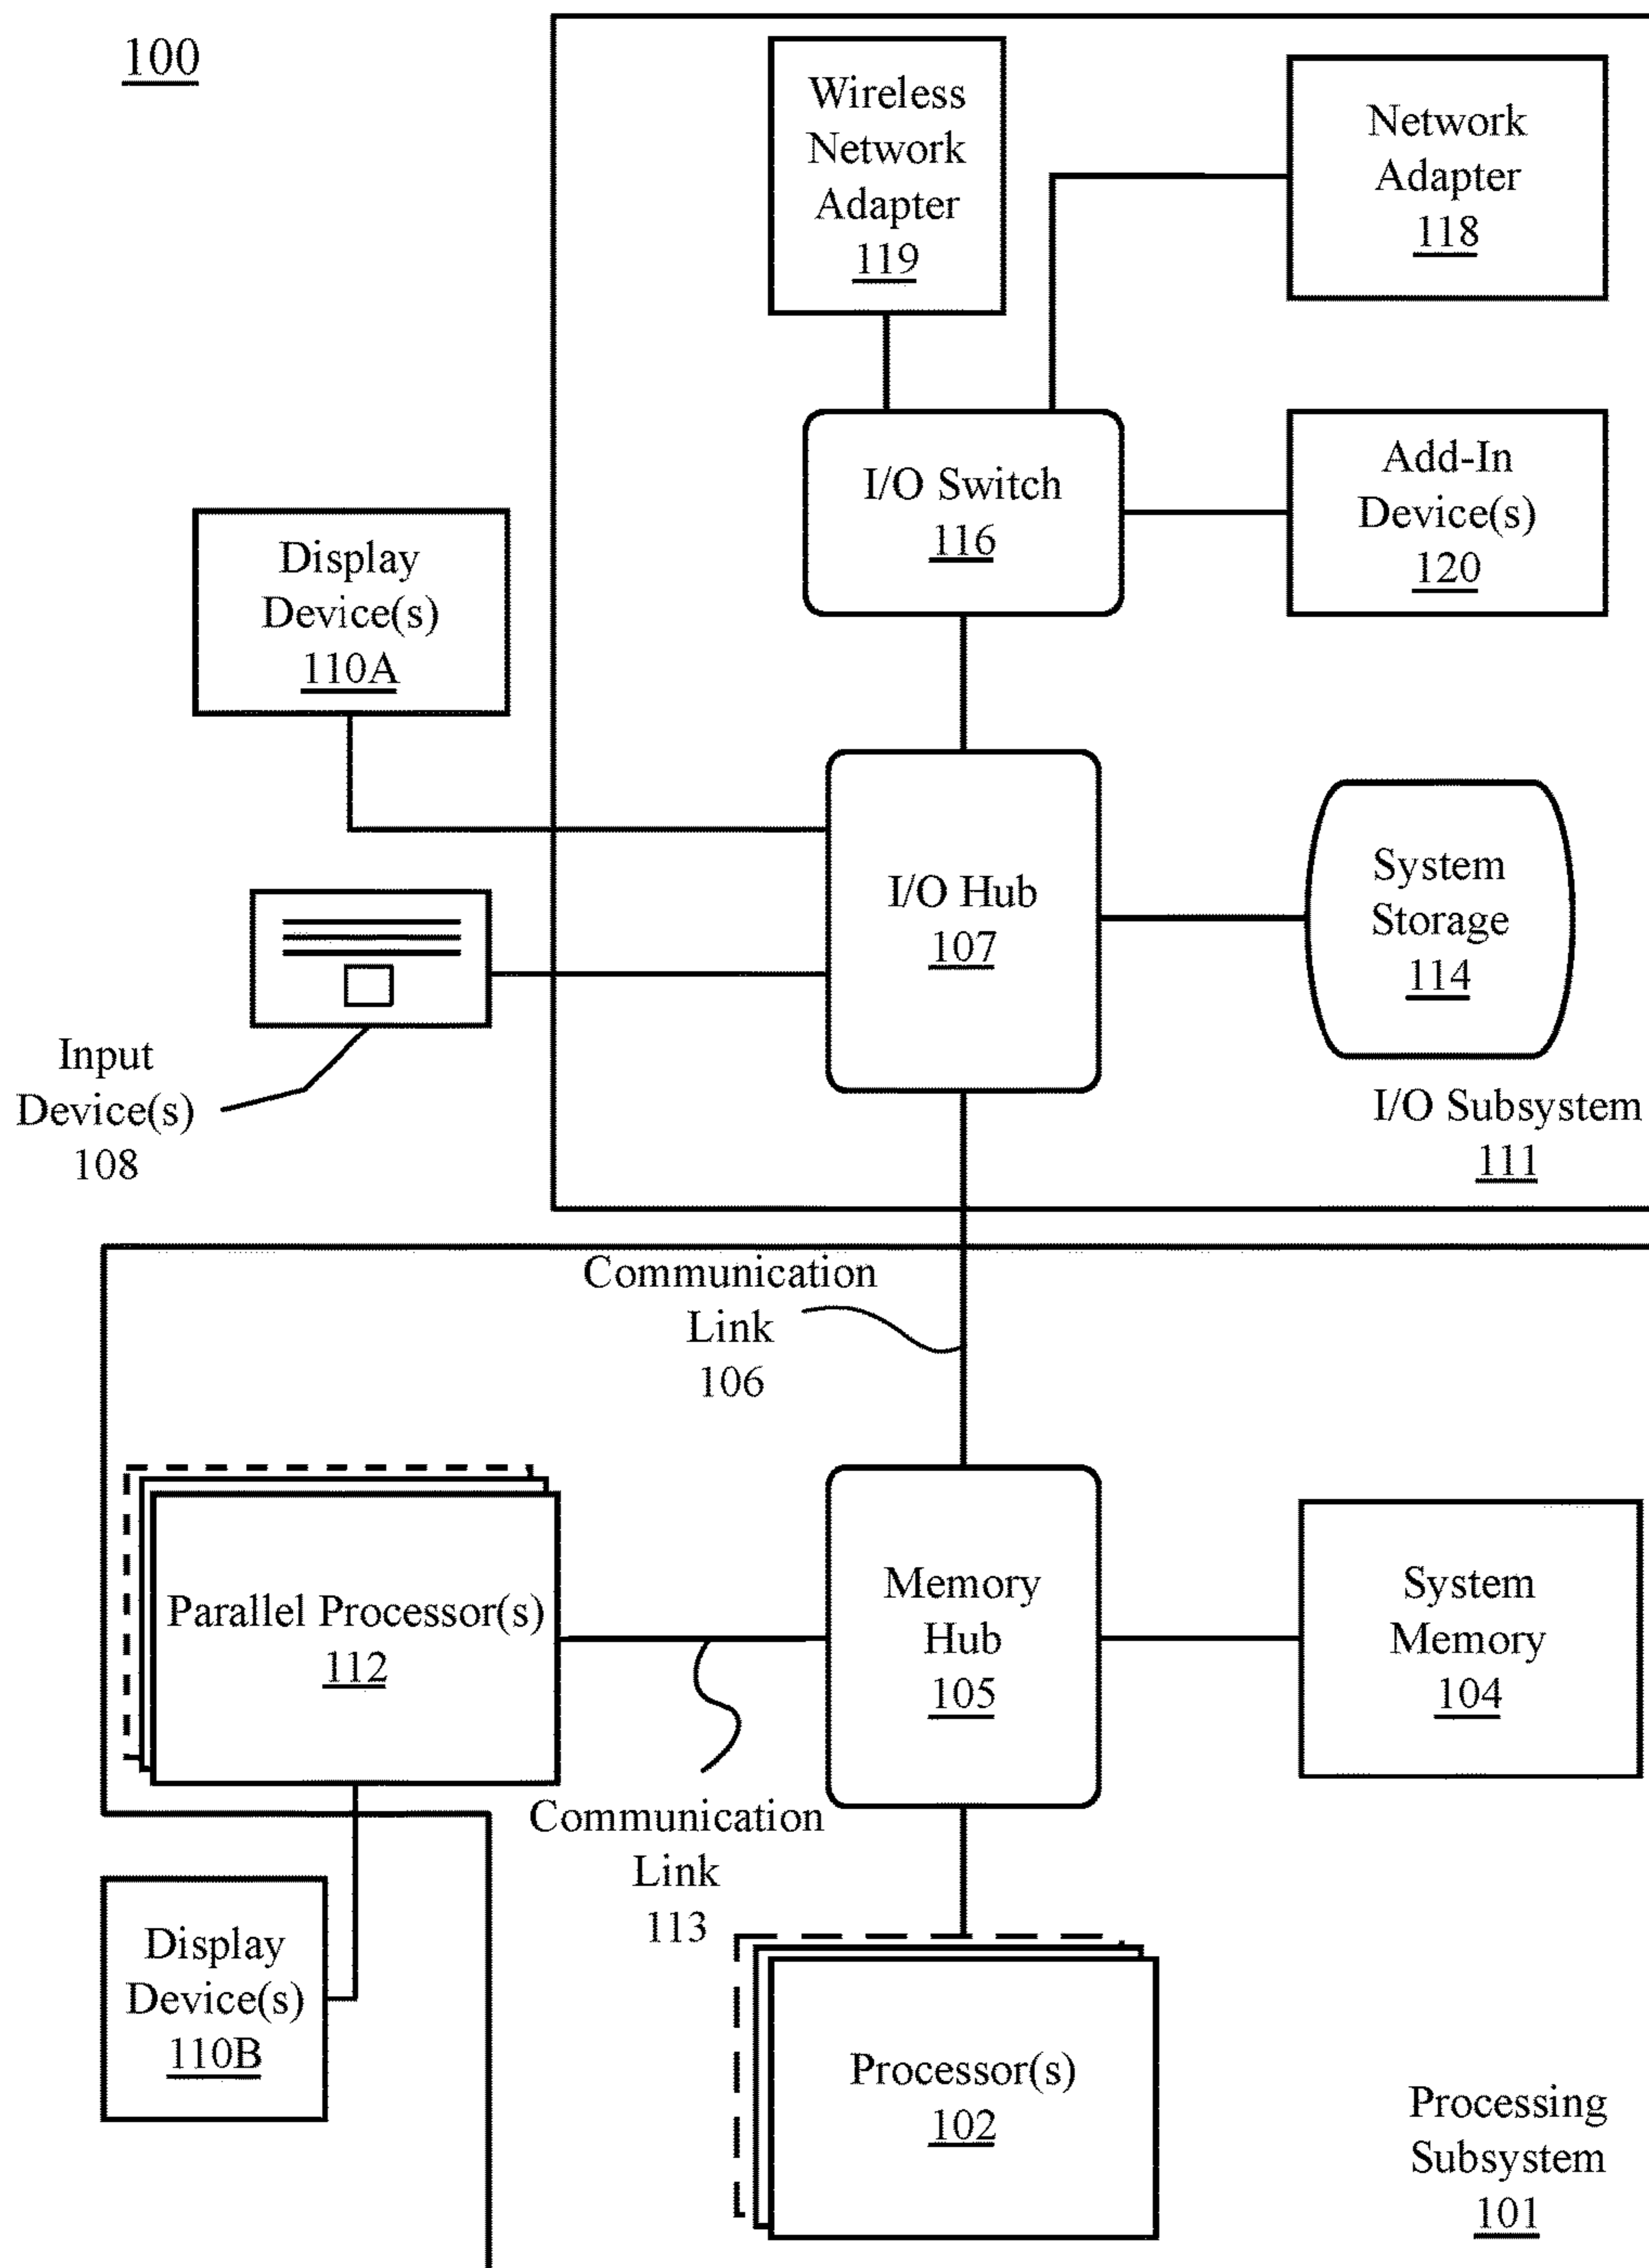 100
Wireless
Network
Adapter
119
Network
Adapter
118
I/O Switch
116
Add-In
Device(s)
120
Display
Device(s)
110A
I/O Hub
107
System
Storage
114
Input
Device(s)
108
I/O Subsystem
111
Communication
Link
106
Parallel Processor(s)
112
Memory
Hub
105
System
Memory
104
Communication
Link
113
Display
Device(s)
110B
Processor(s)
102
Processing
Subsystem
101